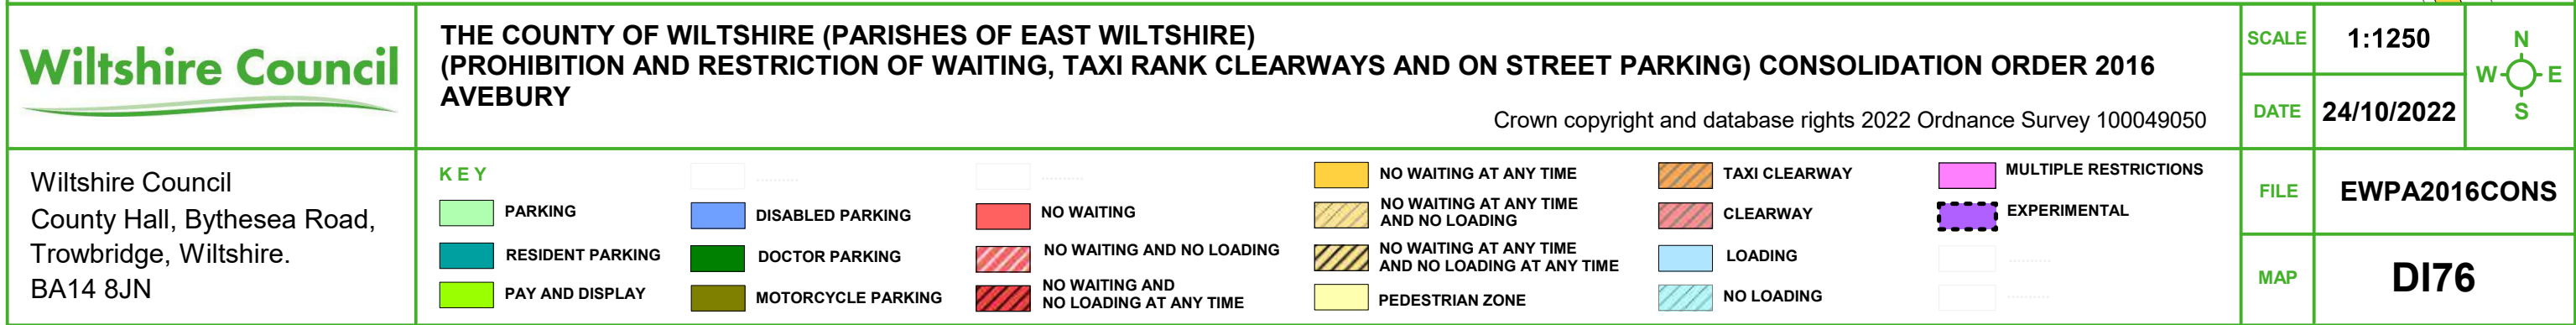 Wiltshire Council
THE COUNTY OF WILTSHIRE (PARISHES OF EAST WILTSHIRE)
(PROHIBITION AND RESTRICTION OF WAITING, TAXI RANK CLEARWAYS AND ON STREET PARKING) CONSOLIDATION ORDER 2016
AVEBURY
Crown copyright and database rights 2022 Ordnance Survey 100049050
SCALE
1:1250
DATE
24/10/2022
N
W
E
S
Wiltshire Council
County Hall, Bythesea Road,
Trowbridge, Wiltshire.
BA14 8JN
KEY
PARKING
RESIDENT PARKING
PAY AND DISPLAY
..........
DISABLED PARKING
DOCTOR PARKING
MOTORCYCLE PARKING
..........
NO WAITING
NO WAITING AND NO LOADING
NO WAITING AND
NO LOADING AT ANY TIME
NO WAITING AT ANY TIME
NO WAITING AT ANY TIME
AND NO LOADING
NO WAITING AT ANY TIME
AND NO LOADING AT ANY TIME
PEDESTRIAN ZONE
TAXI CLEARWAY
CLEARWAY
LOADING
NO LOADING
MULTIPLE RESTRICTIONS
EXPERIMENTAL
..........
..........
FILE
EWPA2016CONS
MAP
DI76